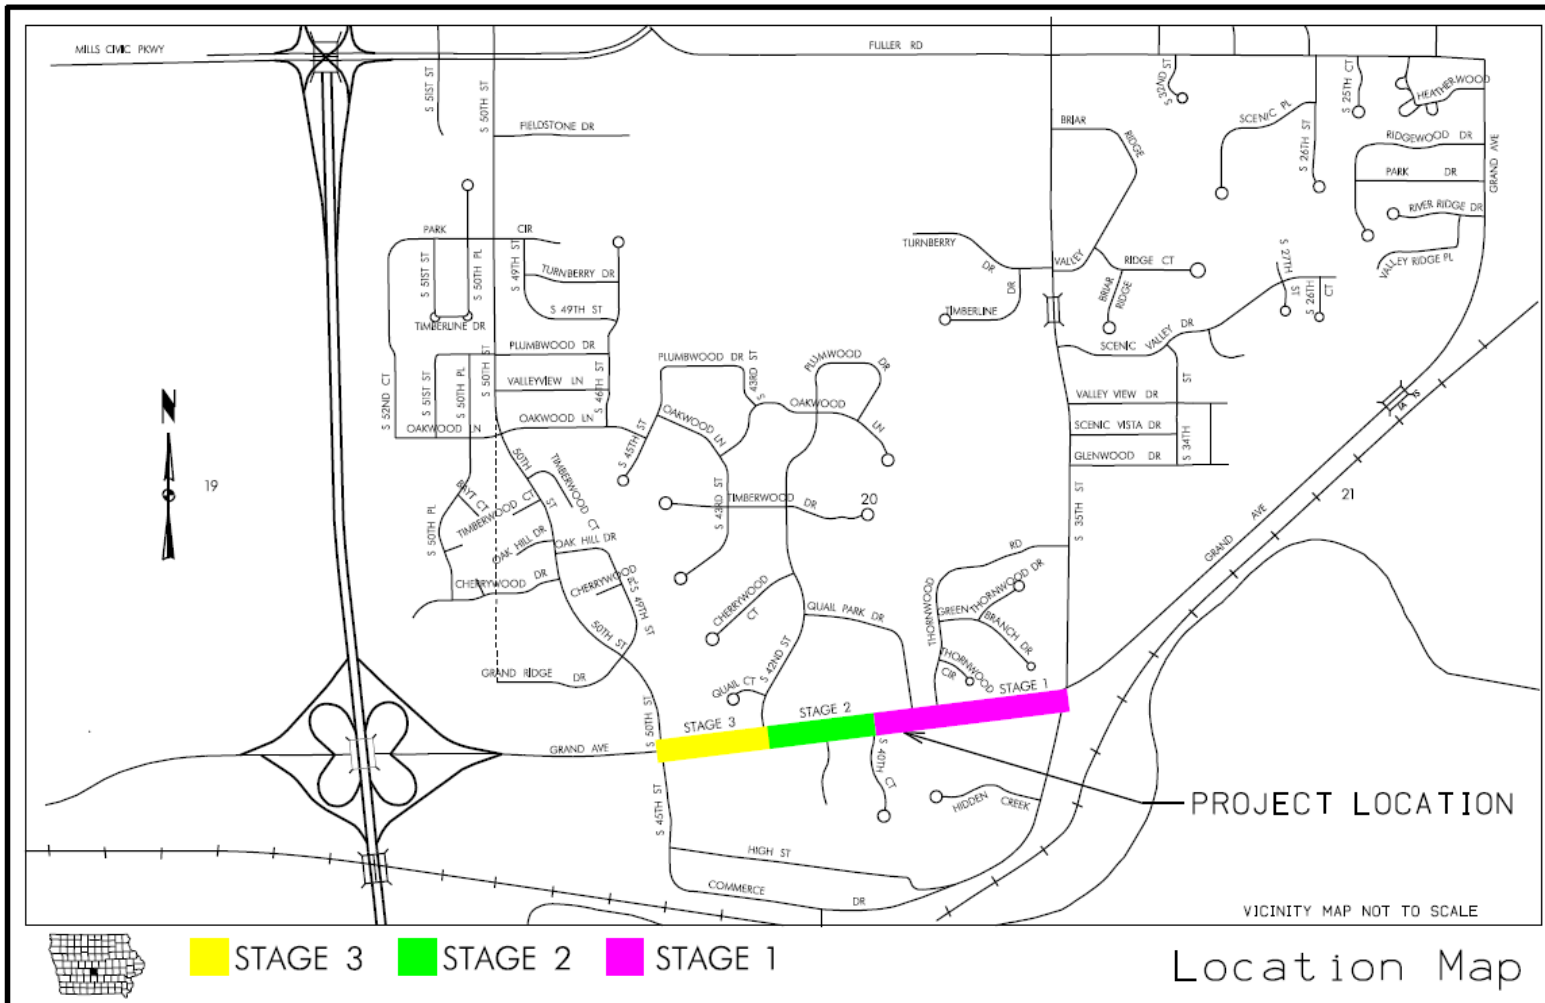 MILLS CIVIC PKWY
FULLER RD
S 51ST ST
S 50TH ST
FIELDSTONE DR
S 32ND ST
SCENIC PL
S 26TH ST
S 25TH CT
HEATHERWOOD
RIDGEWOOD DR
PARK DR
RIVER RIDGE DR
VALLEY RIDGE PL
GRAND AVE
BRIAR
RIDGE
PARK CIR
S 51ST ST
S 50TH PL
S 49TH ST
TURNBERRY DR
S 49TH ST
TIMBERLINE DR
TURNBERRY
DR
VALLEY
RIDGE CT
BRIAR
RIDGE
TIMBERLINE
DR
S 27TH
ST
S 26TH
CT
SCENIC VALLEY DR
PLUMBWOOD DR
VALLEYVIEW LN
S 50TH ST
S 46TH ST
S 52ND CT
S 51ST ST
S 50TH PL
OAKWOOD LN
OAKWOOD LN
PLUMBWOOD DR
S 43RD ST
PLUMWOOD
DR
OAKWOOD
LN
OAKWOOD LN
S 45TH ST
VALLEY VIEW DR
SCENIC VISTA DR
GLENWOOD DR
S 34TH
ST
IA ST
N
19
20
21
50TH
ST
TIMBERWOOD
CT
BRYT CT
TIMBERWOOD CT
S 50TH PL
OAK HILL DR
OAK HILL DR
CHERRYWOOD DR
CHERRYWOOD
PL
S 49TH ST
50TH ST
S 43RD ST
TIMBERWOOD DR
S 35TH ST
GRAND AVE
CHERRYWOOD
CT
QUAIL PARK DR
S 42ND ST
QUAIL CT
THORNWOOD
RD
THORNWOOD DR
GREEN
BRANCH DR
THORNWOOD
CIR
GRAND RIDGE DR
S 50TH ST
STAGE 3
STAGE 2
STAGE 1
GRAND AVE
S 40TH
CT
S 45TH ST
HIDDEN CREEK
PROJECT LOCATION
HIGH ST
COMMERCE
DR
VICINITY MAP NOT TO SCALE
STAGE 3
STAGE 2
STAGE 1
Location Map